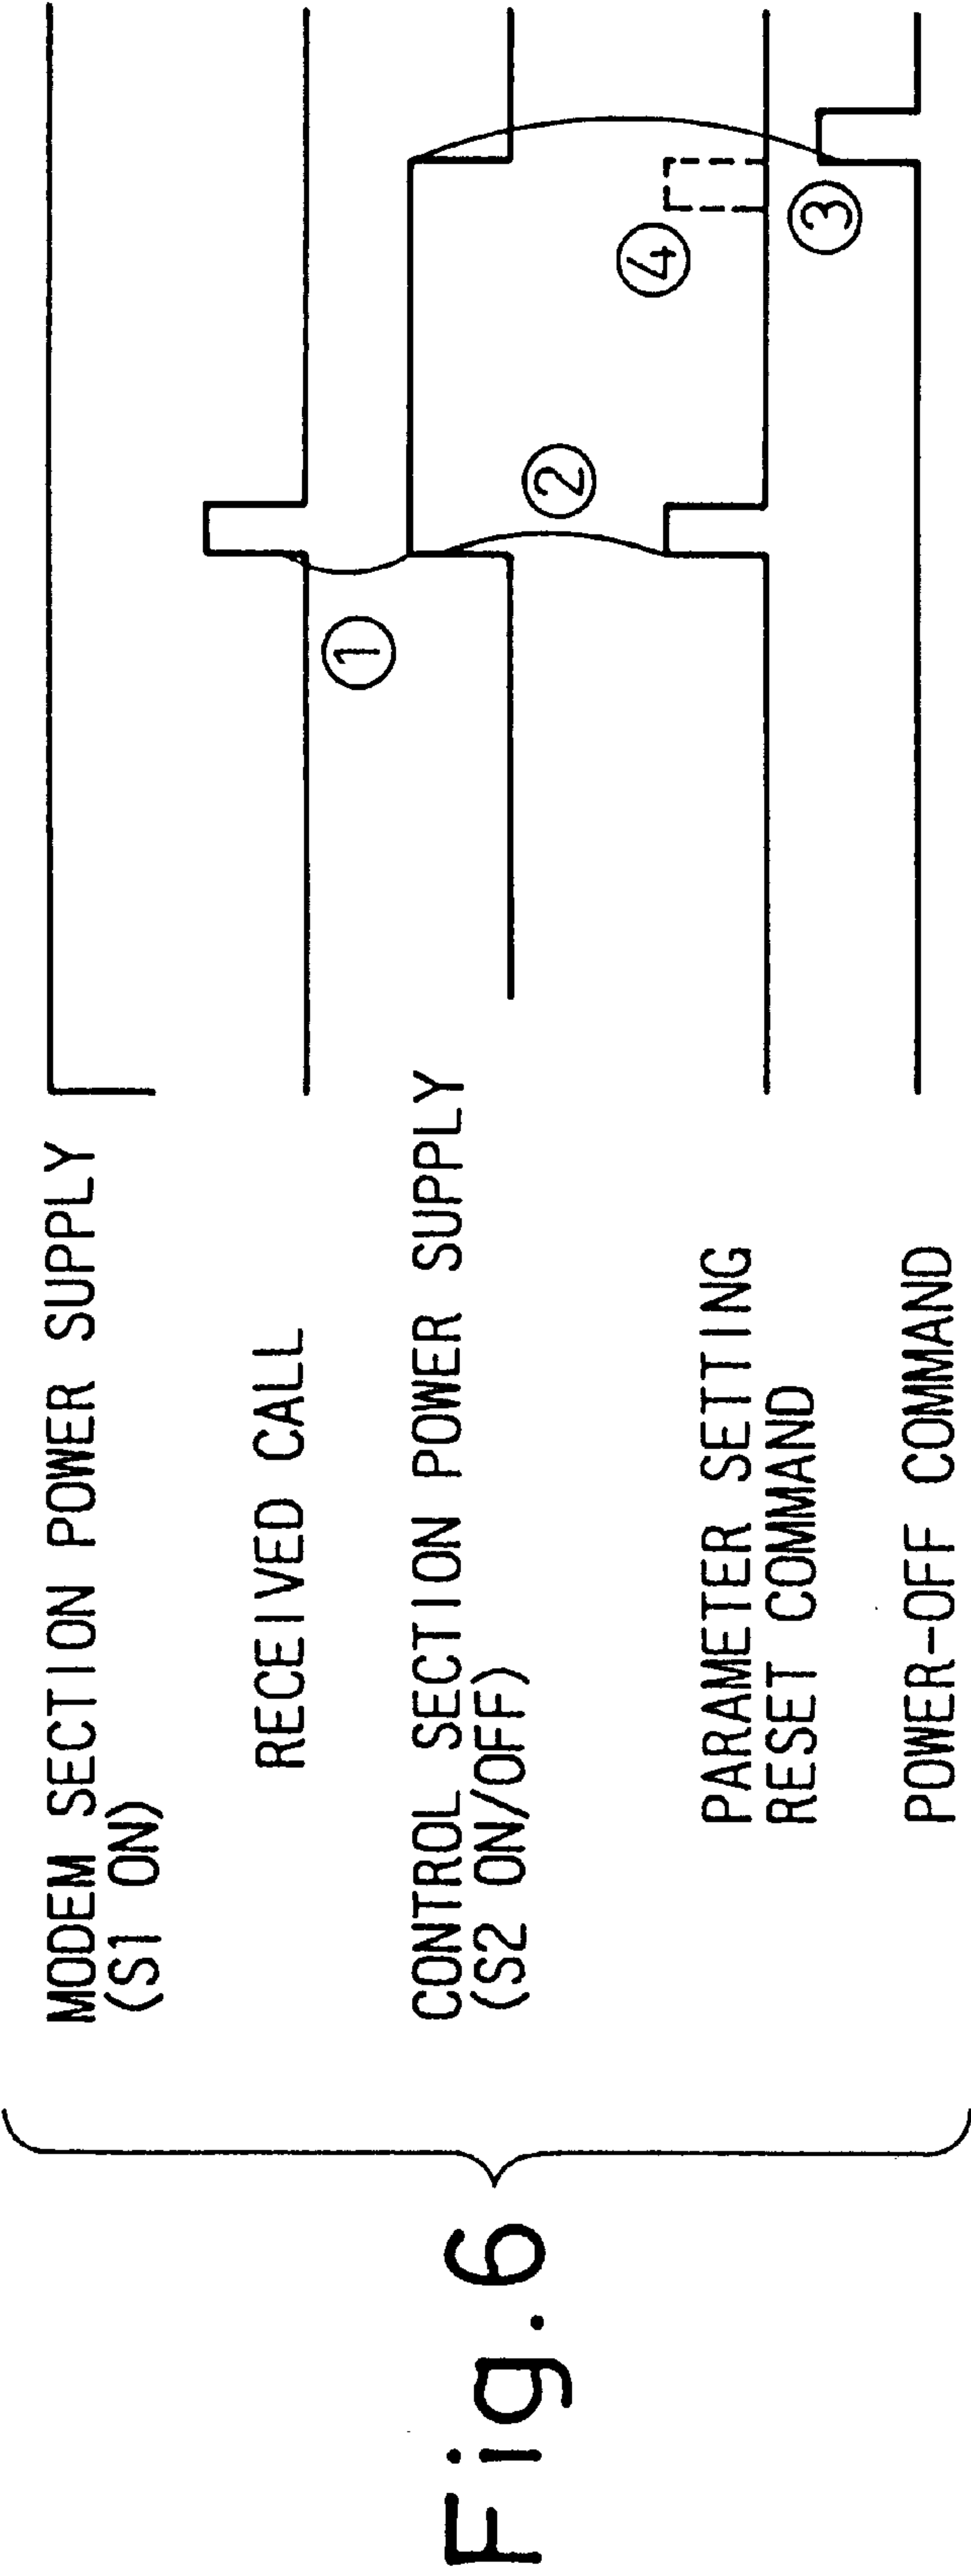 Fig.6
MODEM SECTION POWER SUPPLY
(S1 ON)
RECEIVED CALL
CONTROL SECTION POWER SUPPLY
(S2 ON/OFF)
PARAMETER SETTING
RESET COMMAND
POWER-OFF COMMAND
①
②
④
③